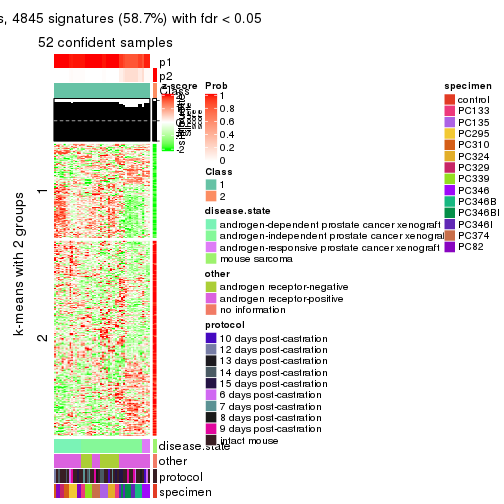 s, 4845 signatures (58.7%) with fdr < 0.05
52 confident samples
p1
p2
Class
z-score
Prob
1
0.8
0.6
0.4
0.2
0
Class
1
2
disease.state
androgen-dependent prostate cancer xenograft
androgen-independent prostate cancer xenograft
androgen-responsive prostate cancer xenograft
mouse sarcoma
other
androgen receptor-negative
androgen receptor-positive
no information
protocol
10 days post-castration
12 days post-castration
13 days post-castration
14 days post-castration
15 days post-castration
6 days post-castration
7 days post-castration
8 days post-castration
9 days post-castration
intact mouse
specimen
control
PC133
PC135
PC295
PC310
PC324
PC329
PC339
PC346
PC346B
PC346BI
PC346I
PC374
PC82
k-means with 2 groups
1
2
disease.state
other
protocol
specimen